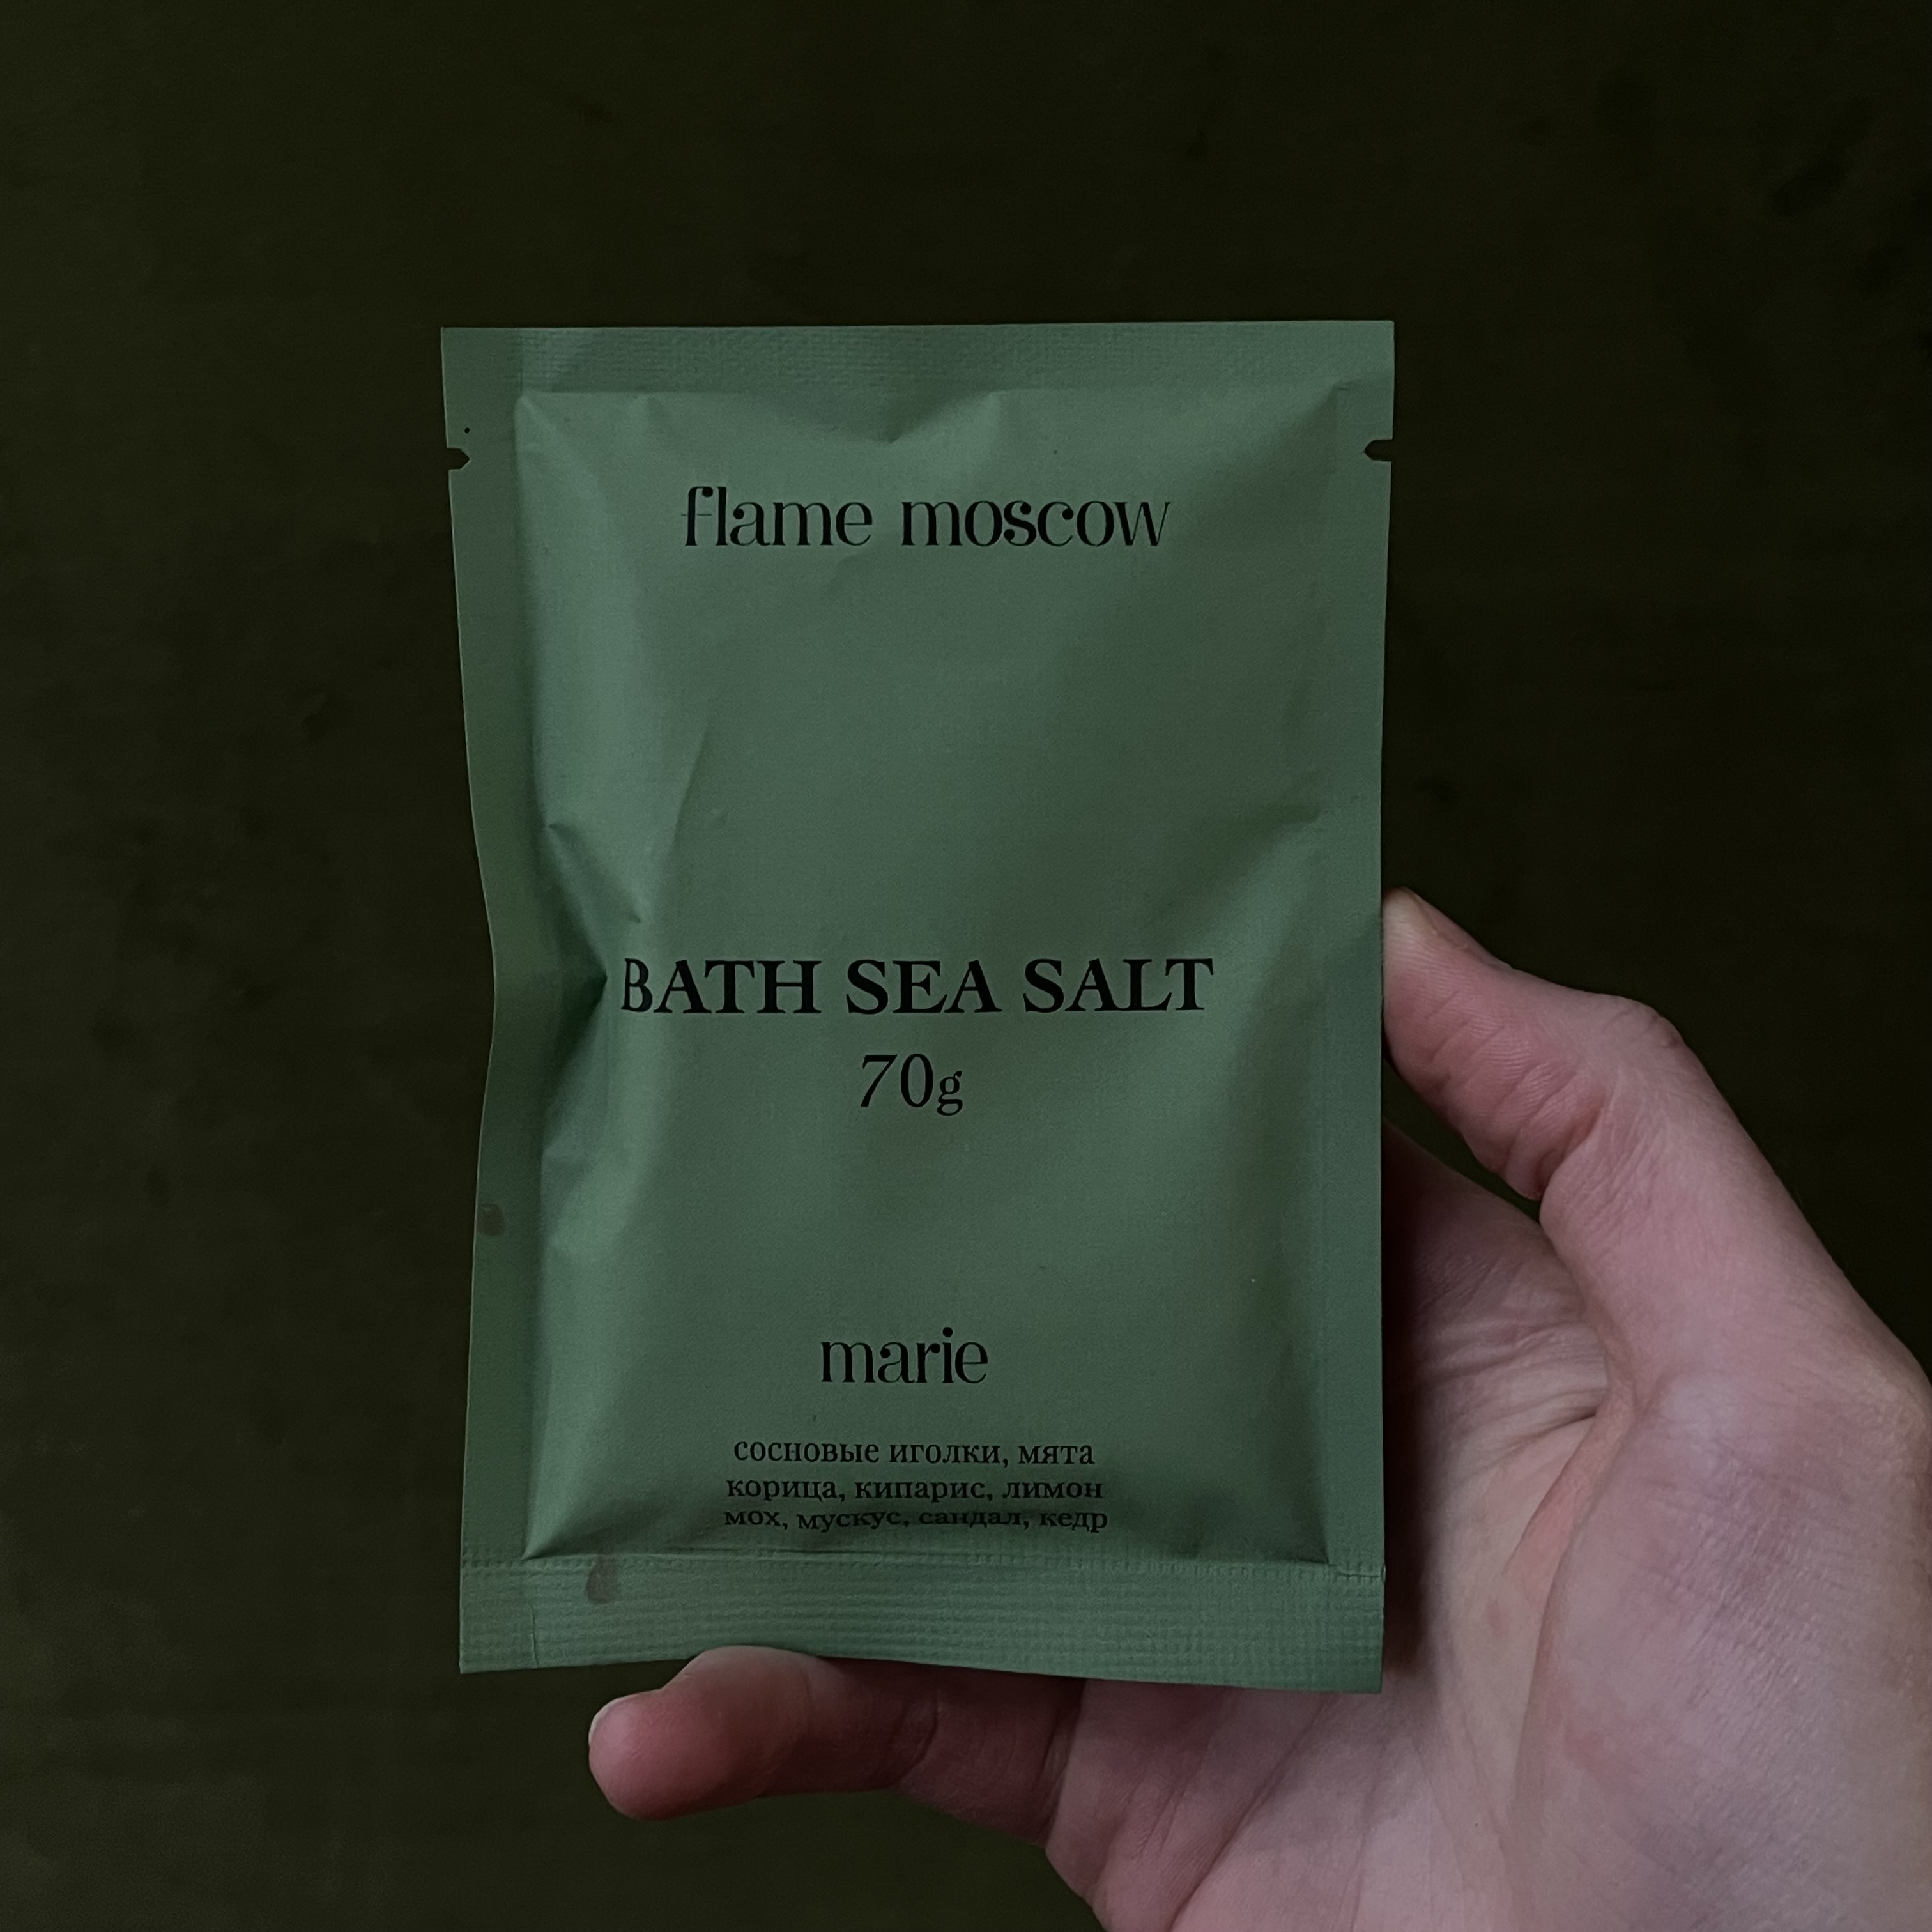 flame moscow
BATH SEA SALT
70g
marie
сосновые иголки, мята
корица, кипарис, лимон
мох, мускус, сандал, кедр